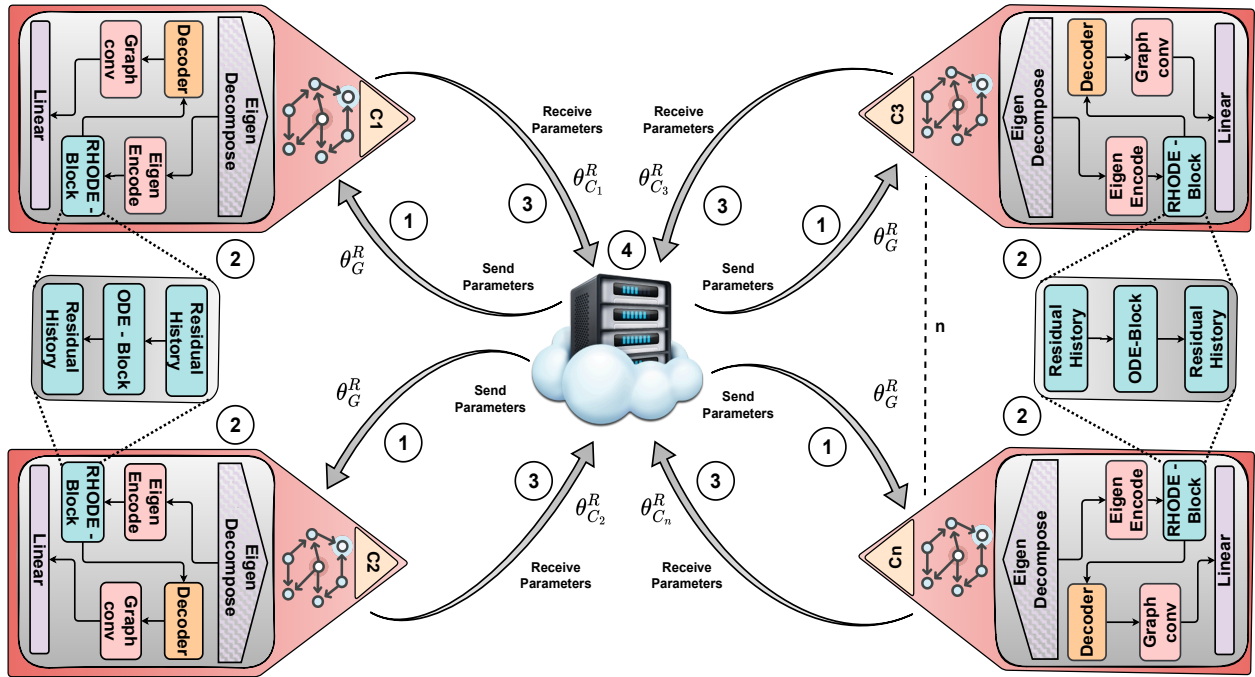 Linear
Graph
conv
Decoder
Eigen
Decompose
RHODE -
Block
Eigen
Encode
C1
Receive
Parameters
θ^R_{C_1}
3
1
θ^R_G
Send
Parameters
2
Residual
History
ODE - Block
Residual
History
4
Receive
Parameters
θ^R_{C_3}
3
1
θ^R_G
Send
Parameters
C3
Eigen
Decompose
Decoder
Graph
conv
Linear
Eigen
Encode
RHODE -
Block
2
Residual
History
ODE-Block
Residual
History
n
θ^R_G
Send
Parameters
1
2
3
θ^R_{C_2}
Receive
Parameters
C2
RHODE -
Block
Eigen
Encode
Eigen
Decompose
Linear
Graph
conv
Decoder
Send
Parameters
θ^R_G
1
2
3
θ^R_{C_n}
Receive
Parameters
Cn
Eigen
Decompose
Eigen
Encode
RHODE -
Block
Decoder
Graph
conv
Linear